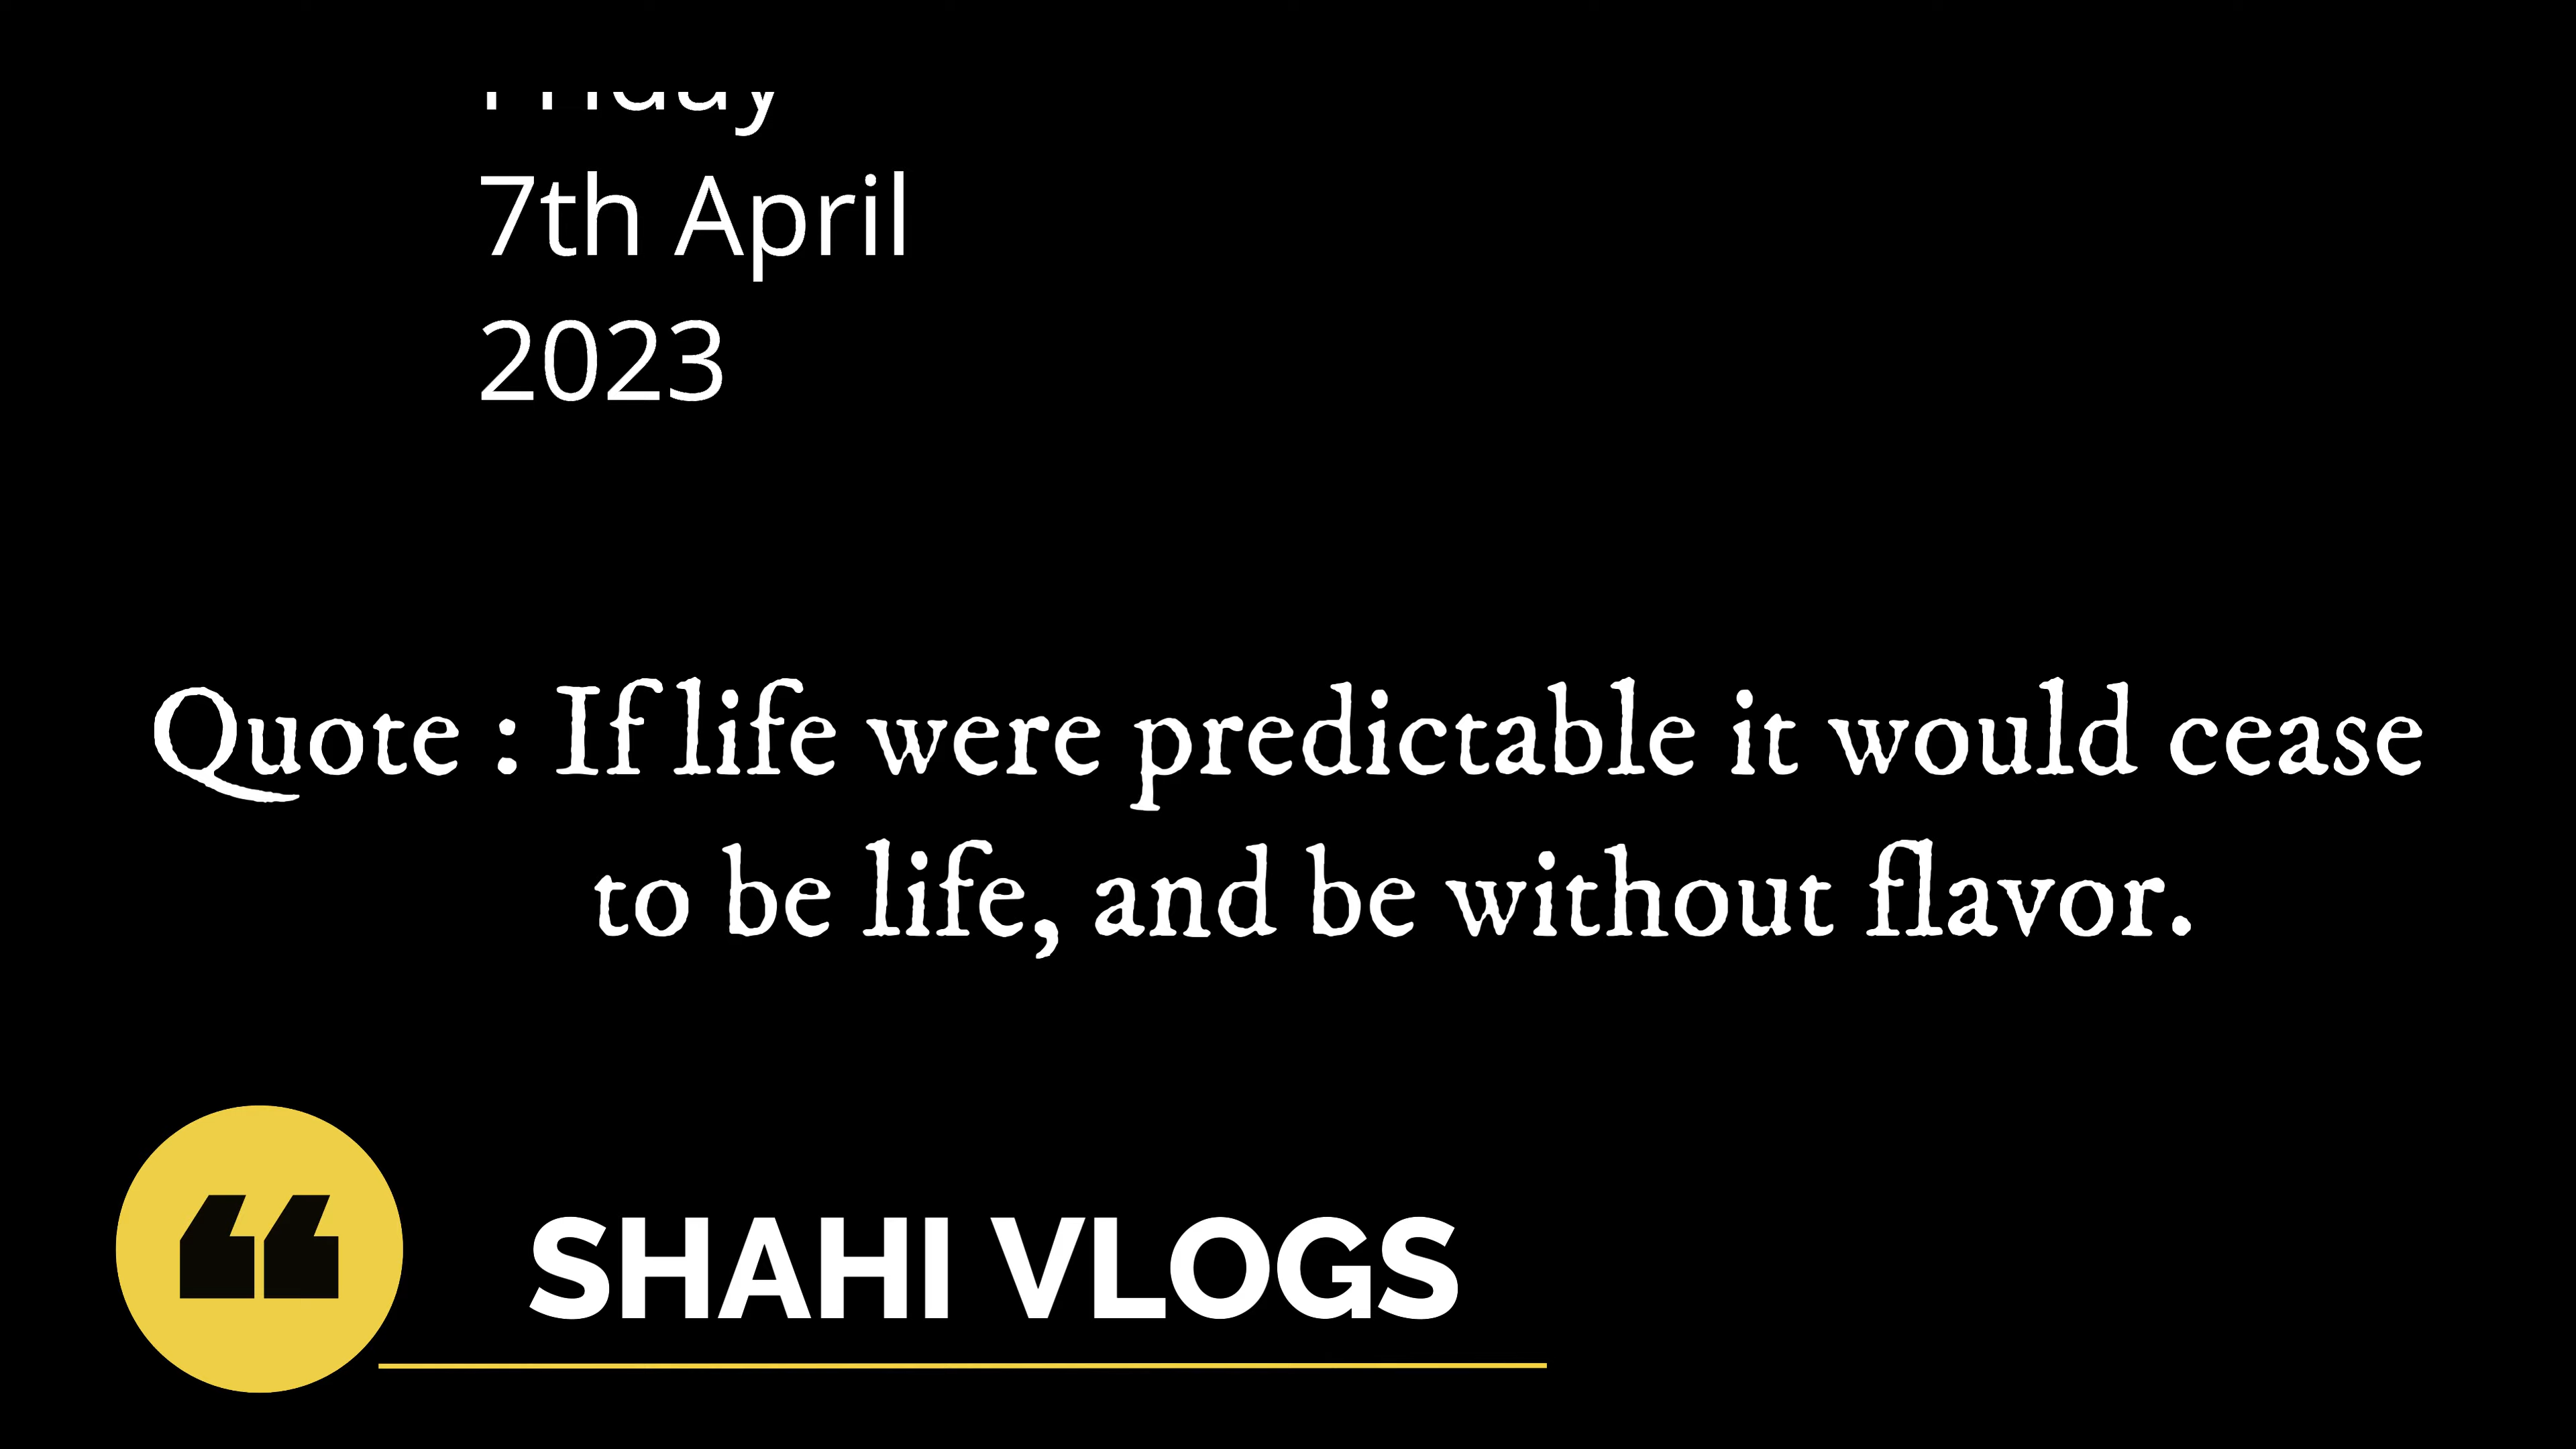 Friday
7th April
2023
Quote : If life were predictable it would cease
to be life, and be without flavor.
SHAHI VLOGS